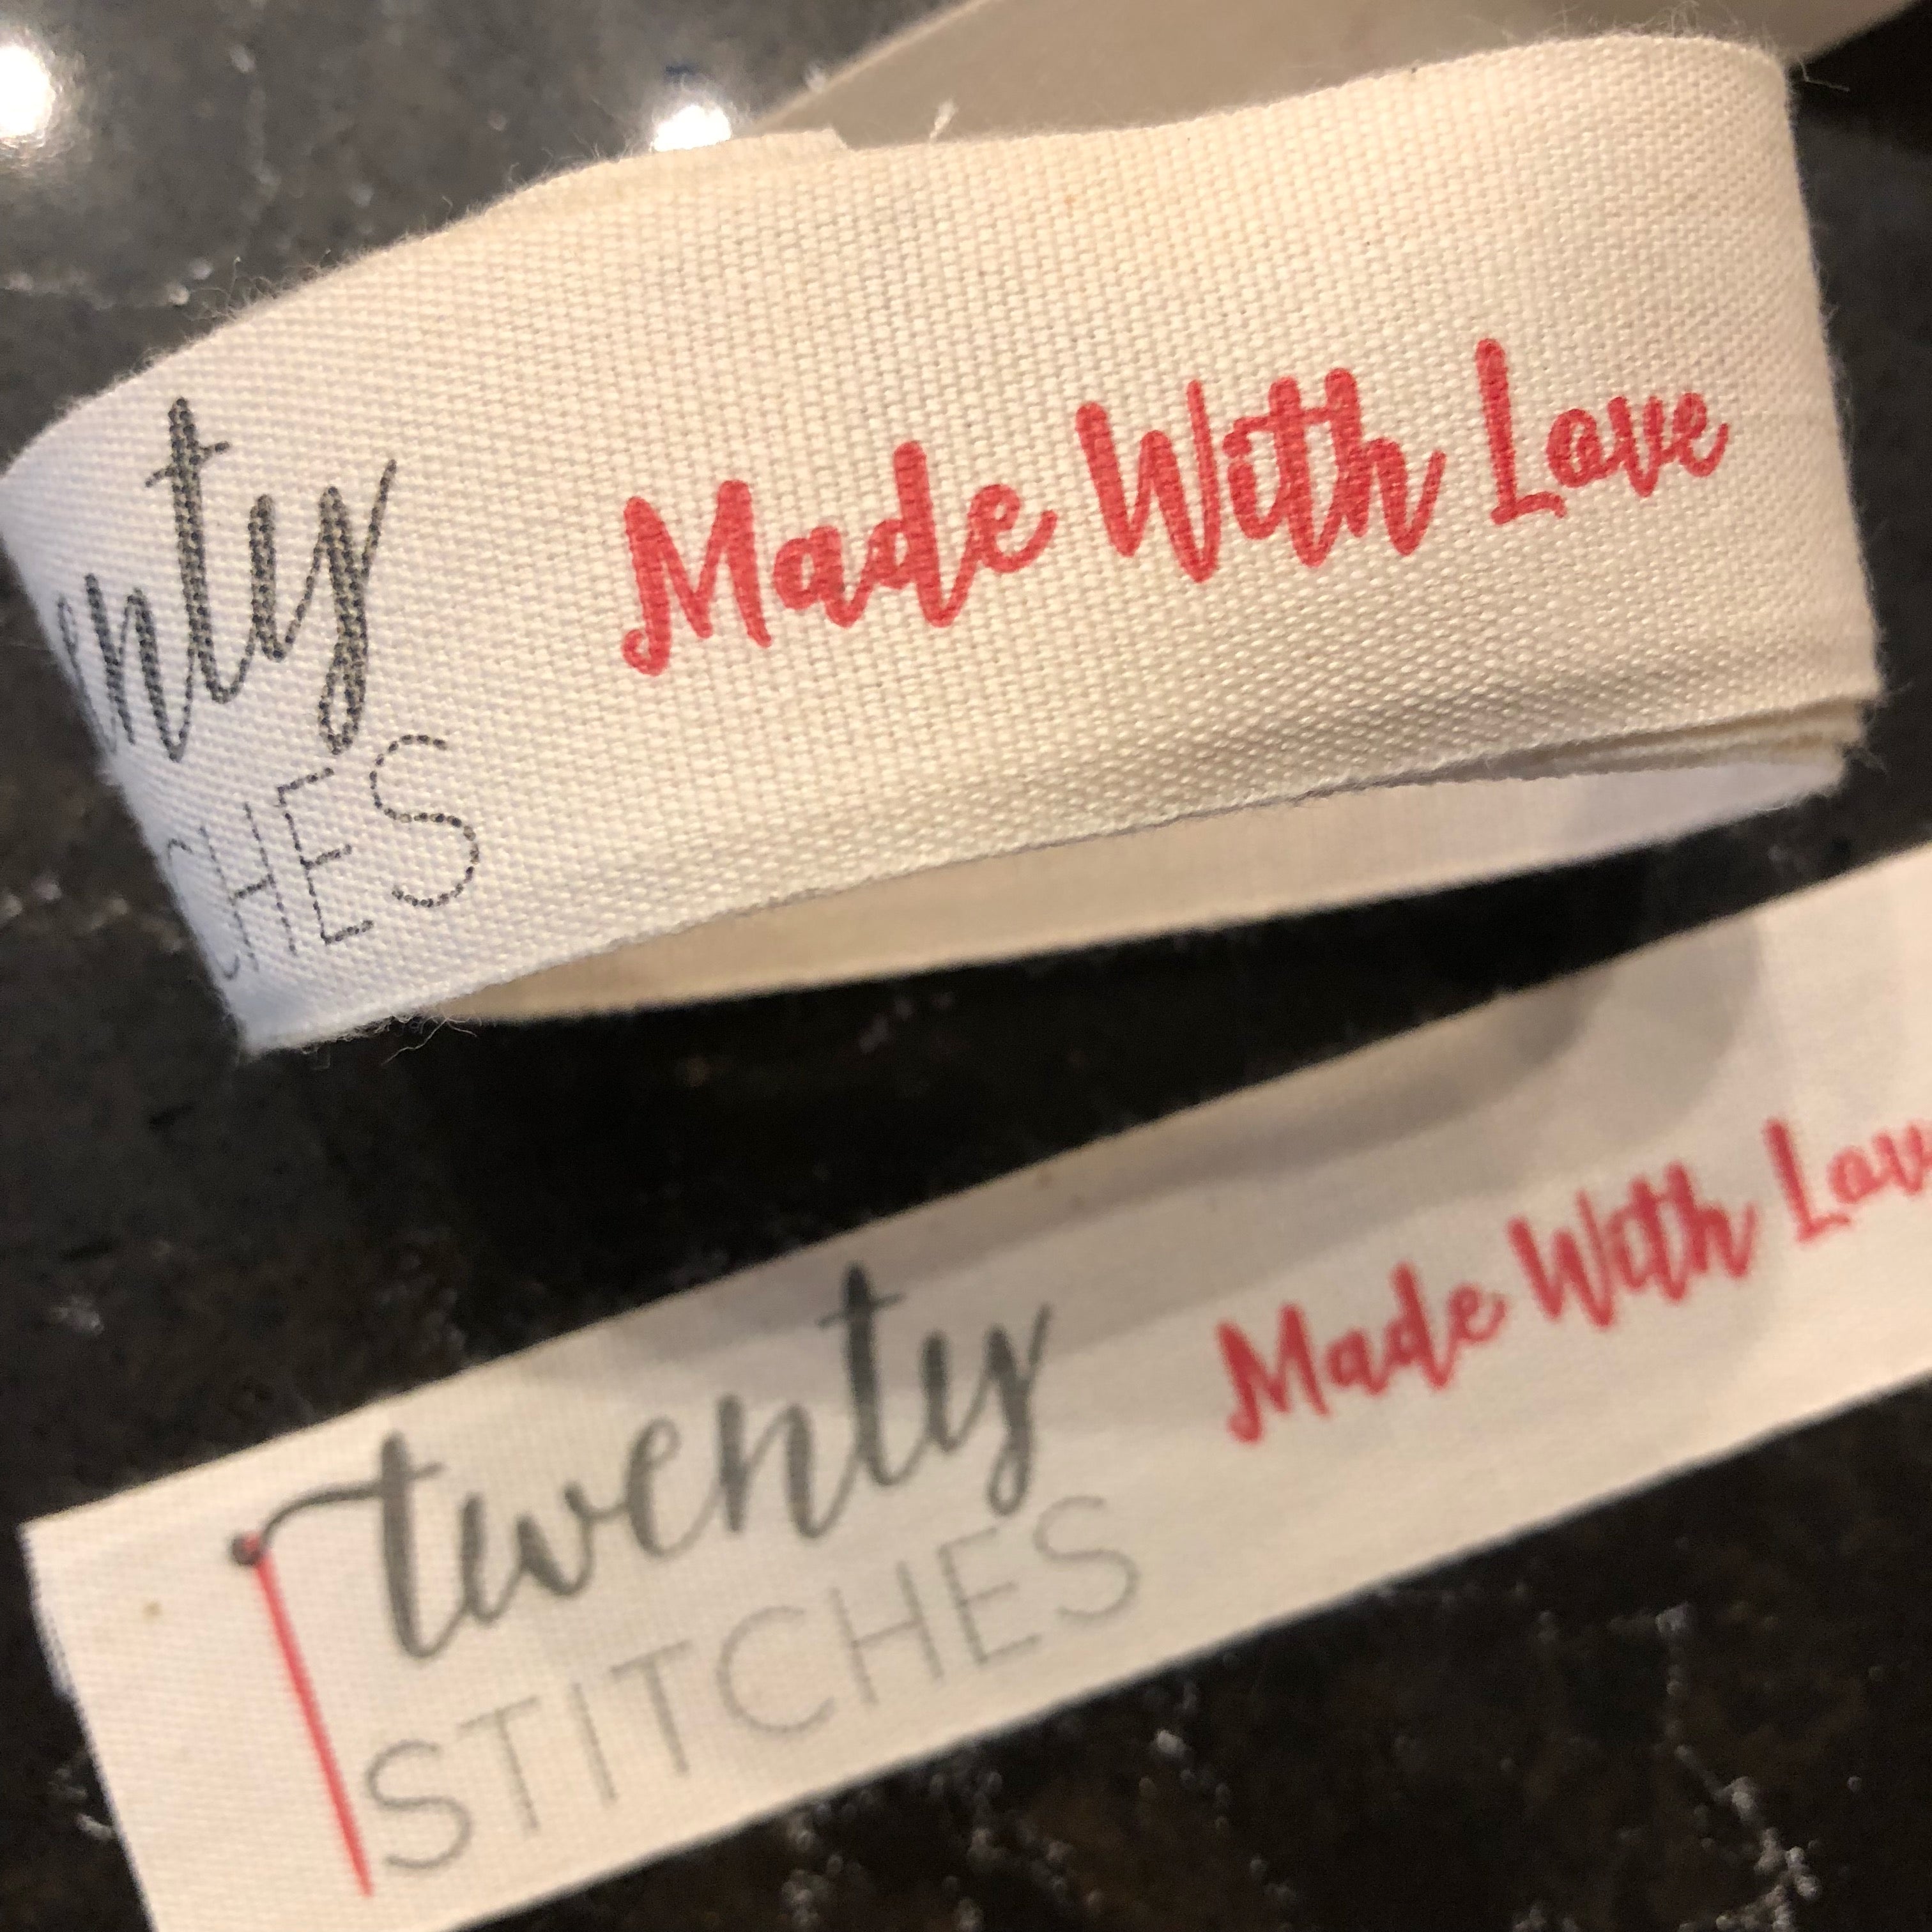 nty
CHES
Made With Love
twenty
STITCHES
Made With Lov